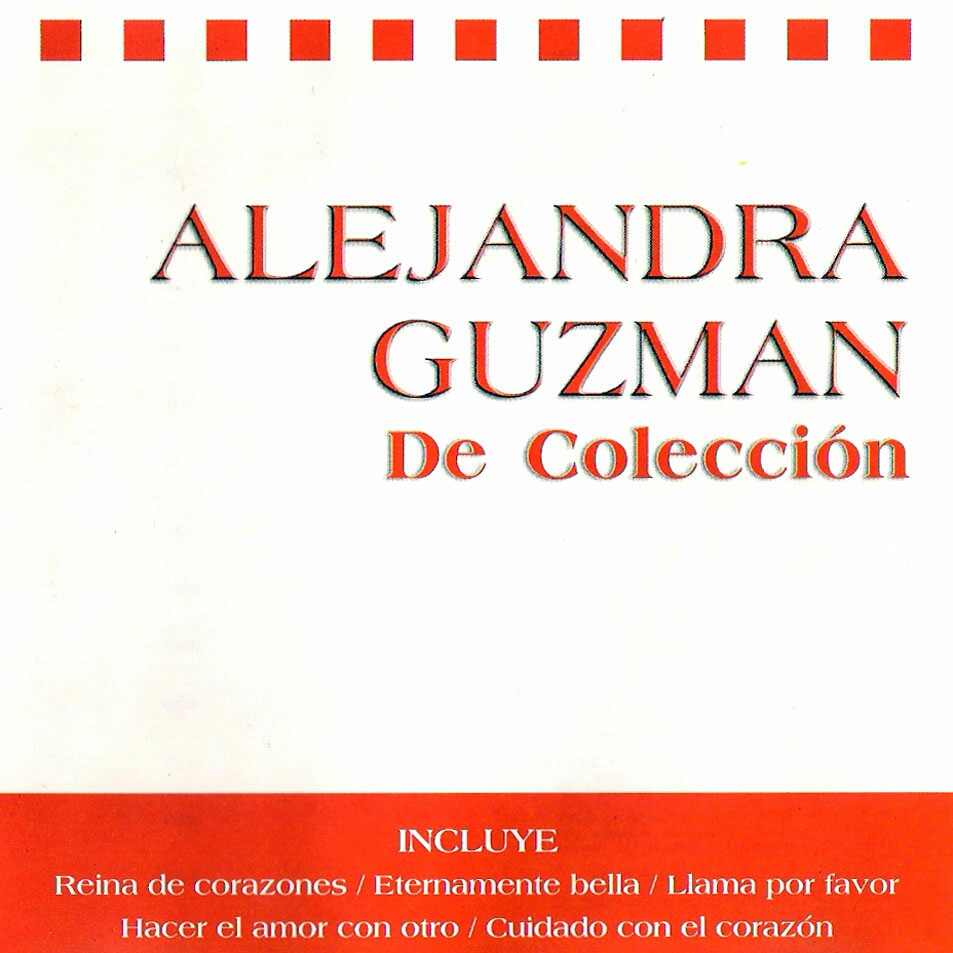 ALEJANDRA
GUZMAN
De Colección
INCLUYE
Reina de corazones / Eternamente bella / Llama por favor
Hacer el amor con otro / Cuidado con el corazón